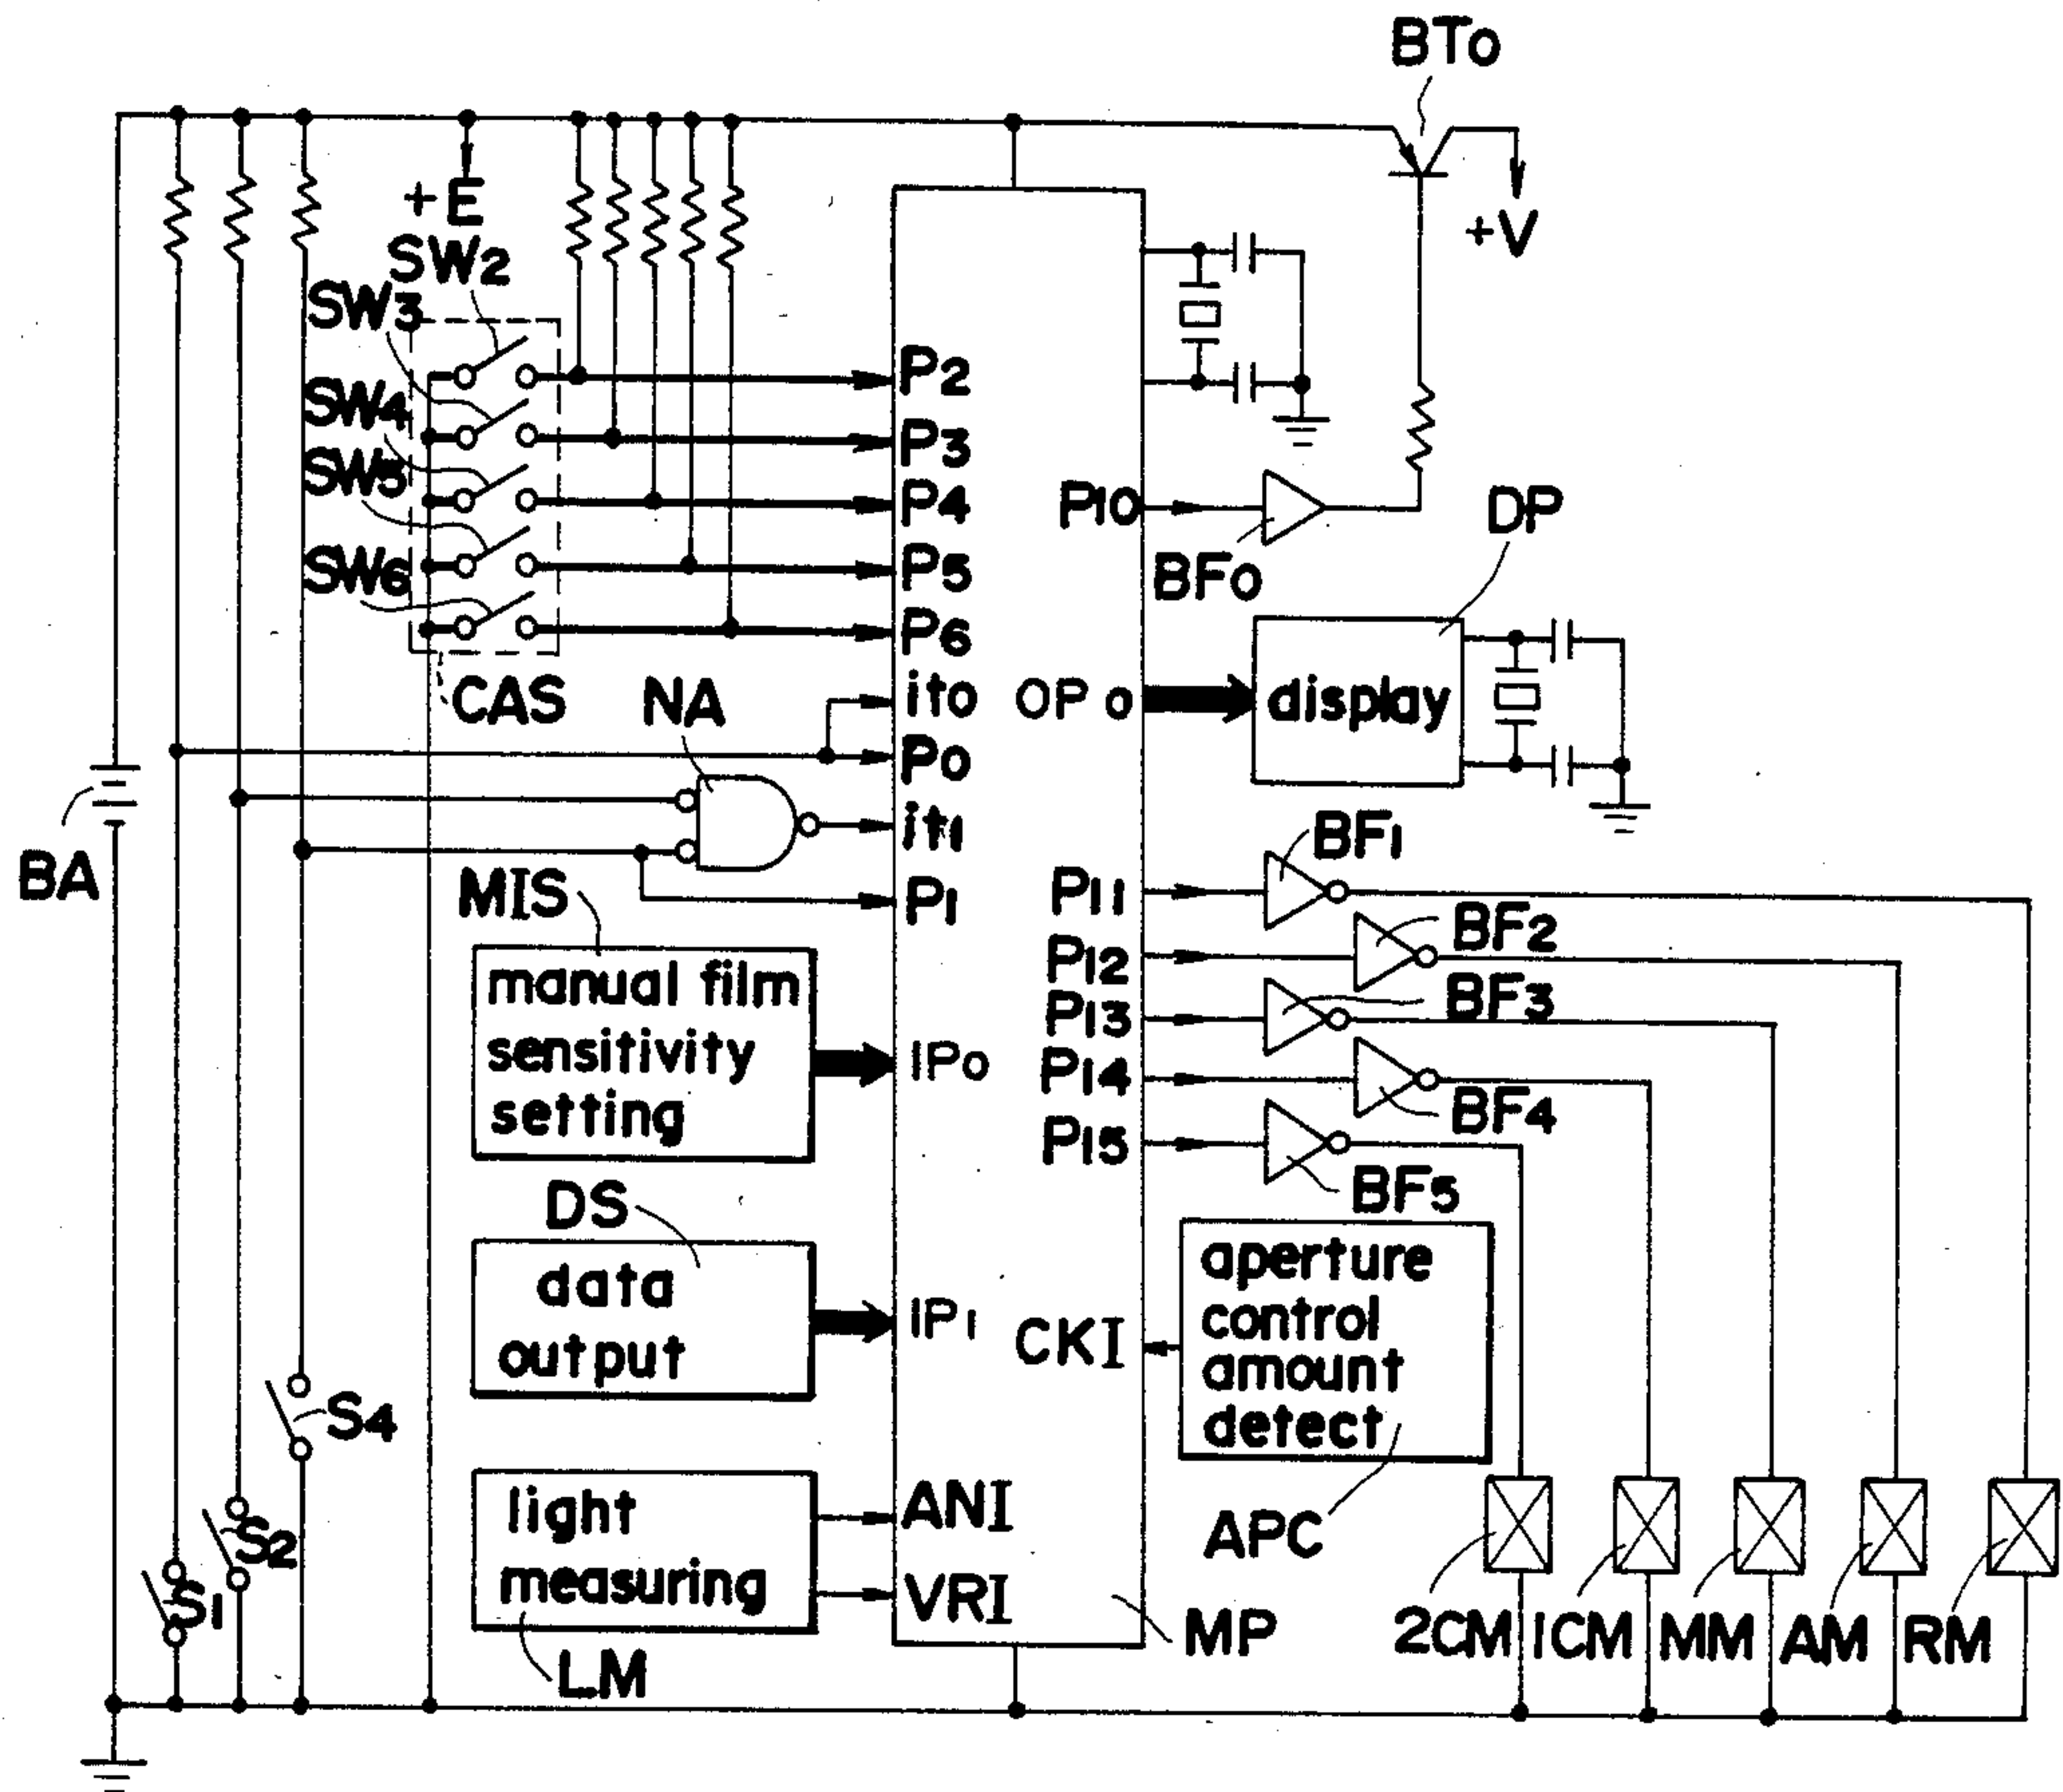 BTo
+E
+V
SW2
SW3
SW4
SW5
SW6
P2
P3
P4
P5
P6
P10
BFo
DP
CAS
NA
ito
OPo
display
Po
it1
BA
BF1
MIS
P1
P11
BF2
P12
manual film
sensitivity
setting
BF3
P13
IPo
P14
BF4
P15
BF5
DS
data
output
IP1
CKI
aperture
control
amount
detect
S4
light
measuring
ANI
VRI
APC
S2
S1
LM
MP
2CM
1CM
MM
AM
RM